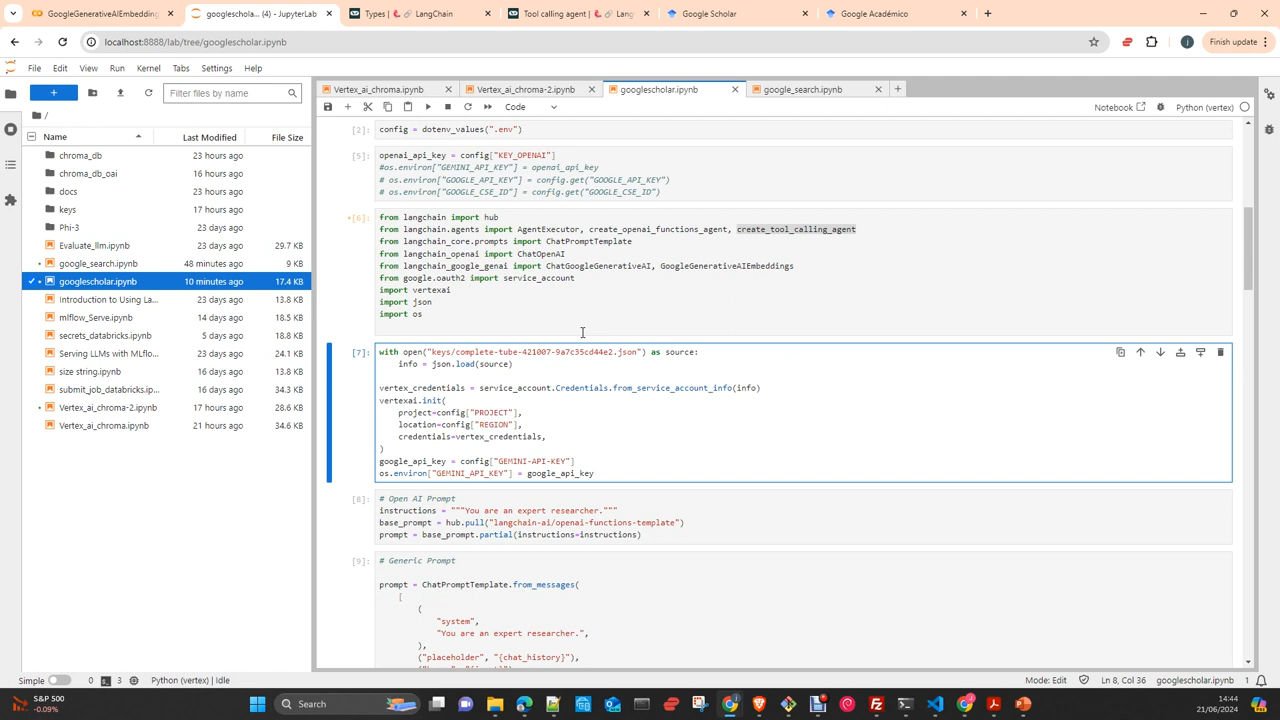 GoogleGenerativeAIEmbedding
googleschola... (4) - JupyterLab
Types | LangChain
Tool calling agent | Lang
Google Scholar
Google Académico
localhost:8888/lab/tree/googlescholar.ipynb
Finish update
File Edit View Run Kernel Tabs Settings Help
Filter files by name
/
Name Last Modified File Size
chroma_db 23 hours ago
chroma_db_oai 16 hours ago
docs 23 hours ago
keys 17 hours ago
Phi-3 23 days ago
Evaluate_llm.ipynb 23 days ago 29.7 KB
google_search.ipynb 48 minutes ago 9 KB
googlescholar.ipynb 10 minutes ago 17.4 KB
Introduction to Using La... 23 days ago 13.8 KB
mlflow_Serve.ipynb 14 days ago 18.5 KB
secrets_databricks.ipy... 5 days ago 18.8 KB
Serving LLMs with MLflo... 23 days ago 24.1 KB
size string.ipynb 16 days ago 13.8 KB
submit_job_databricks.ip... 16 days ago 34.3 KB
Vertex_ai_chroma-2.ipynb 17 hours ago 28.6 KB
Vertex_ai_chroma.ipynb 21 hours ago 34.6 KB
Vertex_ai_chroma.ipynb
Vertex_ai_chroma-2.ipynb
googlescholar.ipynb
google_search.ipynb
Code
Notebook
Python (vertex)
[2]: config = dotenv_values(".env")
[5]: openai_api_key = config["KEY_OPENAI"]
#os.environ["GEMINI_API_KEY"] = openai_api_key
# os.environ["GOOGLE_API_KEY"] = config.get("GOOGLE_API_KEY")
# os.environ["GOOGLE_CSE_ID"] = config.get("GOOGLE_CSE_ID")
•[6]: from langchain import hub
from langchain.agents import AgentExecutor, create_openai_functions_agent, create_tool_calling_agent
from langchain_core.prompts import ChatPromptTemplate
from langchain_openai import ChatOpenAI
from langchain_google_genai import ChatGoogleGenerativeAI, GoogleGenerativeAIEmbeddings
from google.oauth2 import service_account
import vertexai
import json
import os
[7]: with open("keys/complete-tube-421007-9a7c35cd44e2.json") as source:
info = json.load(source)
vertex_credentials = service_account.Credentials.from_service_account_info(info)
vertexai.init(
project=config["PROJECT"],
location=config["REGION"],
credentials=vertex_credentials,
)
google_api_key = config["GEMINI-API-KEY"]
os.environ["GEMINI_API_KEY"] = google_api_key
[8]: # Open AI Prompt
instructions = """You are an expert researcher."""
base_prompt = hub.pull("langchain-ai/openai-functions-template")
prompt = base_prompt.partial(instructions=instructions)
[9]: # Generic Prompt
prompt = ChatPromptTemplate.from_messages(
[
(
"system",
"You are an expert researcher.",
),
("placeholder", "{chat_history}"),
Simple 0 3 Python (vertex) | Idle
Mode: Edit Ln 8, Col 36 googlescholar.ipynb 1
S&P 500
-0.09%
Search
14:44
21/06/2024